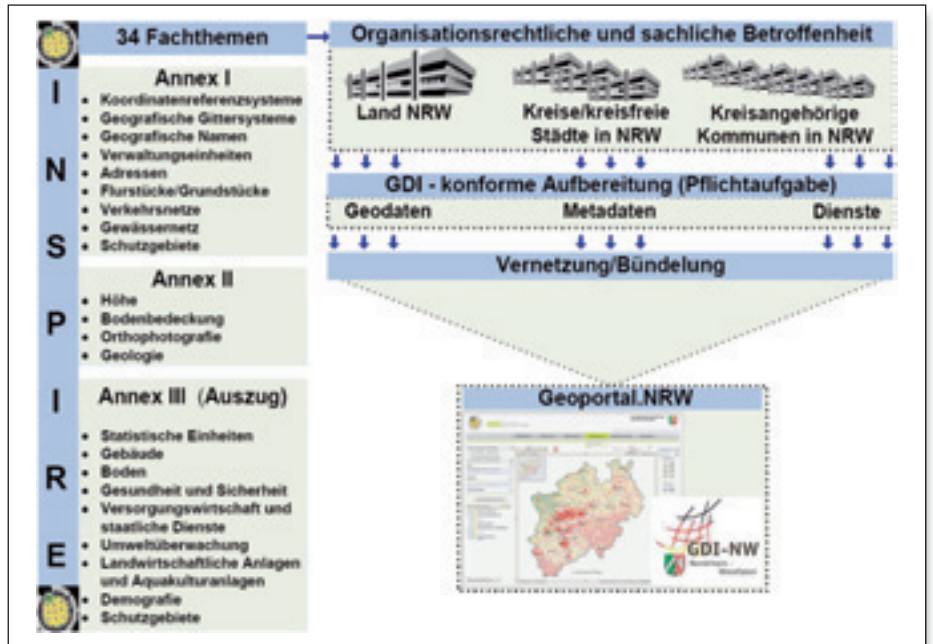 INSPIRE
34 Fachthemen
Annex I
• Koordinatenreferenzsysteme
• Geografische Gittersysteme
• Geografische Namen
• Verwaltungseinheiten
• Adressen
• Flurstücke/Grundstücke
• Verkehrsnetze
• Gewässernetz
• Schutzgebiete
Annex II
• Höhe
• Bodenbedeckung
• Orthophotografie
• Geologie
Annex III (Auszug)
• Statistische Einheiten
• Gebäude
• Boden
• Gesundheit und Sicherheit
• Versorgungswirtschaft und
staatliche Dienste
• Umweltüberwachung
• Landwirtschaftliche Anlagen
und Aquakulturanlagen
• Demografie
• Schutzgebiete
Organisationsrechtliche und sachliche Betroffenheit
Land NRW
Kreise/kreisfreie
Städte in NRW
Kreisangehörige
Kommunen in NRW
GDI - konforme Aufbereitung (Pflichtaufgabe)
Geodaten
Metadaten
Dienste
Vernetzung/Bündelung
Geoportal.NRW
GDI-NW
Nordrhein -
Westfalen